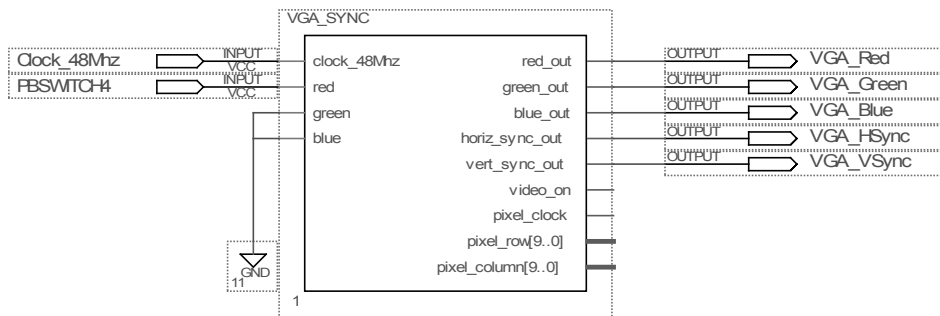 VGA_SYNC
Clock_48Mhz INPUT VCC clock_48Mhz red_out OUTPUT VGA_Red
PBSWITCH4 INPUT VCC red green_out OUTPUT VGA_Green
green blue_out OUTPUT VGA_Blue
blue horiz_sync_out OUTPUT VGA_HSync
vert_sync_out OUTPUT VGA_VSync
video_on
pixel_clock
pixel_row[9..0]
pixel_column[9..0]
GND
11
1